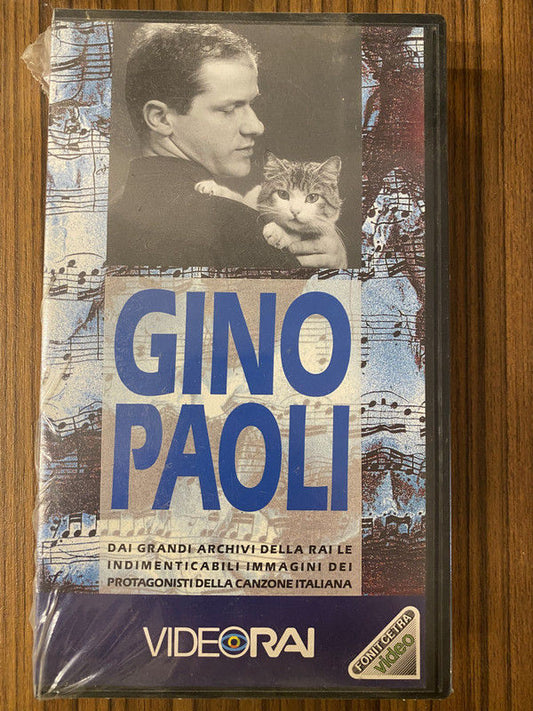 GINO
PAOLI
DAI GRANDI ARCHIVI DELLA RAI LE
INDIMENTICABILI IMMAGINI DEI
PROTAGONISTI DELLA CANZONE ITALIANA
VIDEORAI
FONIT CETRA
video